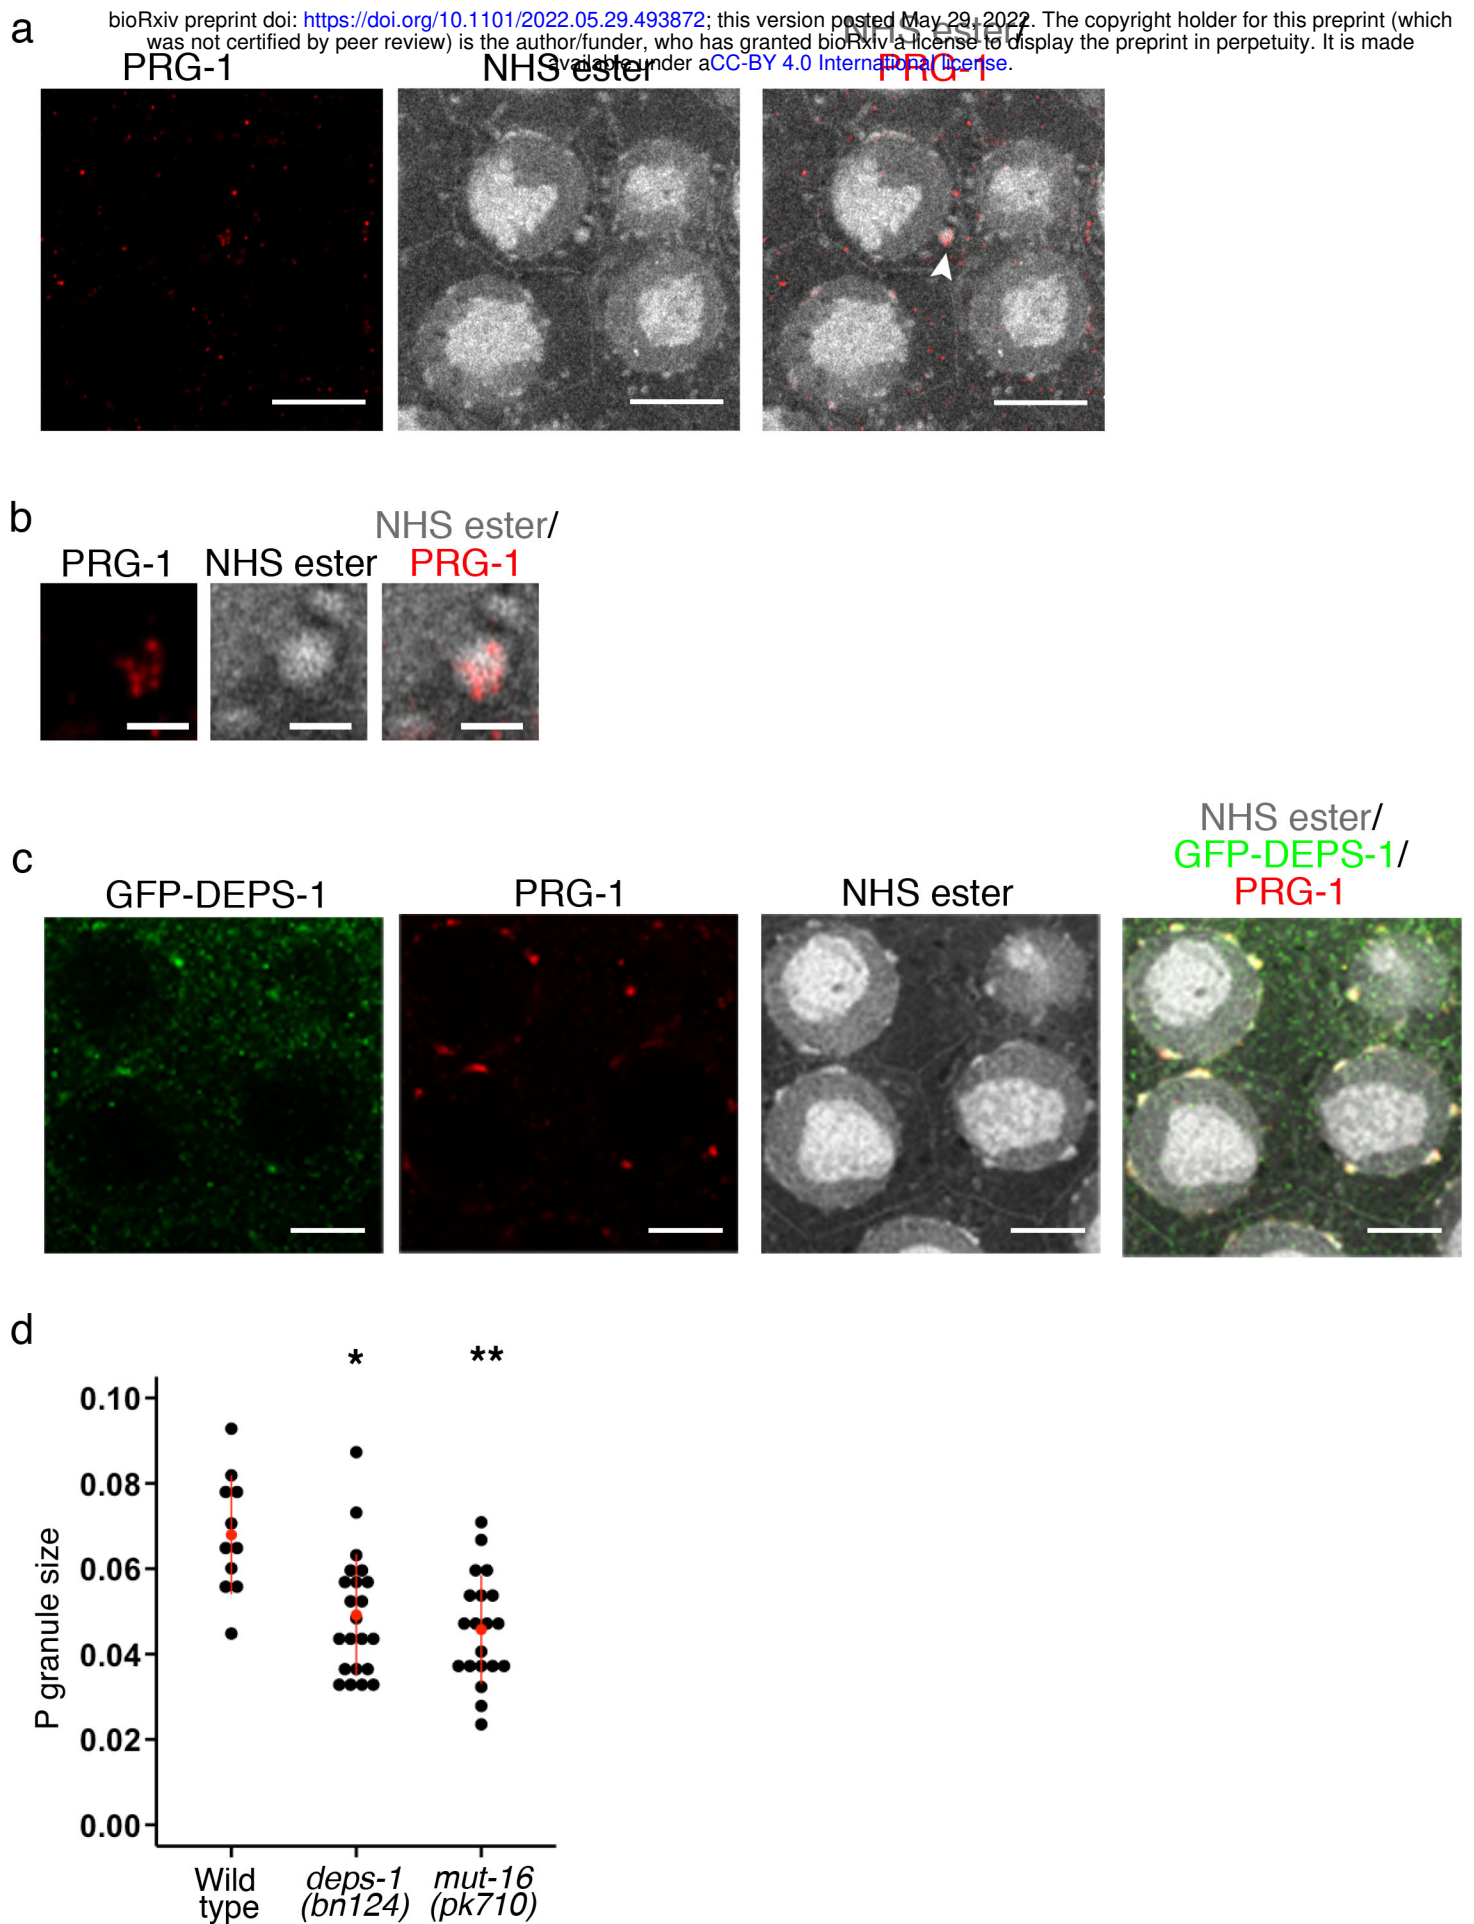 bioRxiv preprint doi: https://doi.org/10.1101/2022.05.29.493872; this version posted May 29, 2022. The copyright holder for this preprint (which
was not certified by peer review) is the author/funder, who has granted bioRxiv a license to display the preprint in perpetuity. It is made
available under aCC-BY 4.0 International license.
a
PRG-1
NHS ester
NHS ester/
PRG-1
b
PRG-1
NHS ester
NHS ester/
PRG-1
c
GFP-DEPS-1
PRG-1
NHS ester
NHS ester/
GFP-DEPS-1/
PRG-1
d
*
**
0.10
0.08
0.06
0.04
0.02
0.00
P granule size
Wild
type
deps-1
(bn124)
mut-16
(pk710)